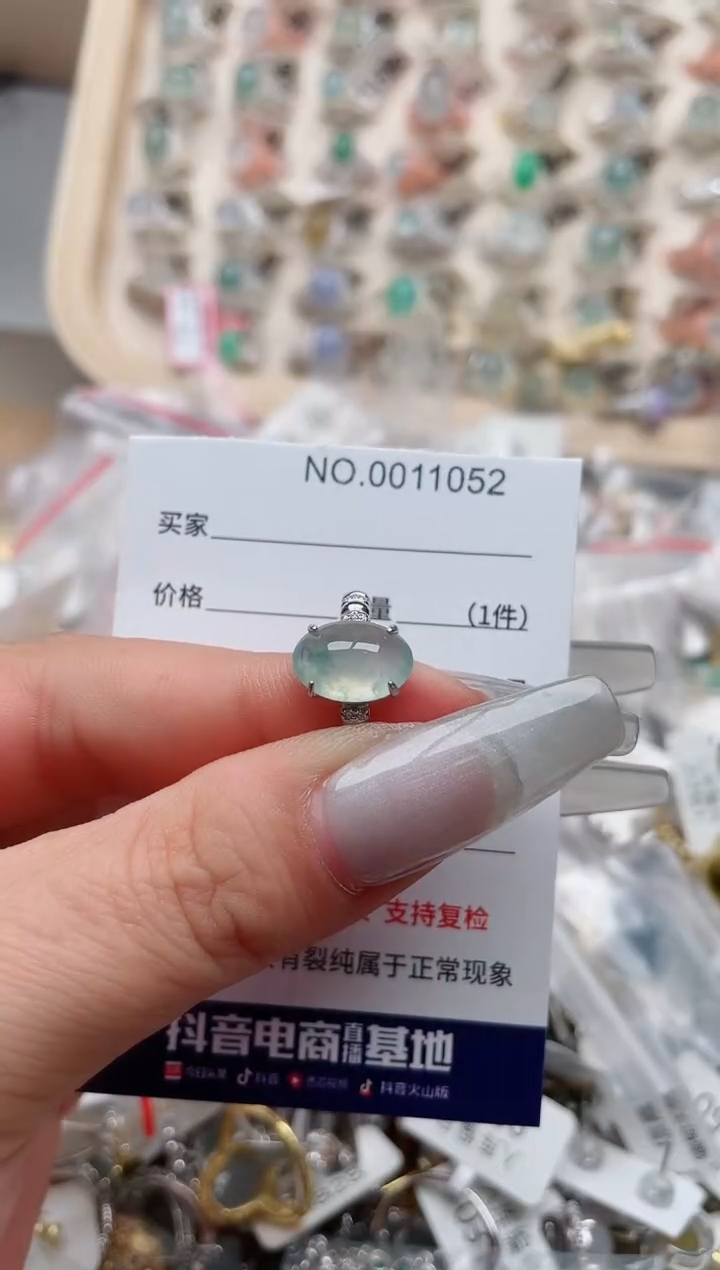 NO.0011052
买家
价格 量 (1件)
支持复检
有裂纯属于正常现象
抖音电商直播基地
今日头条 抖音 西瓜视频 抖音火山版